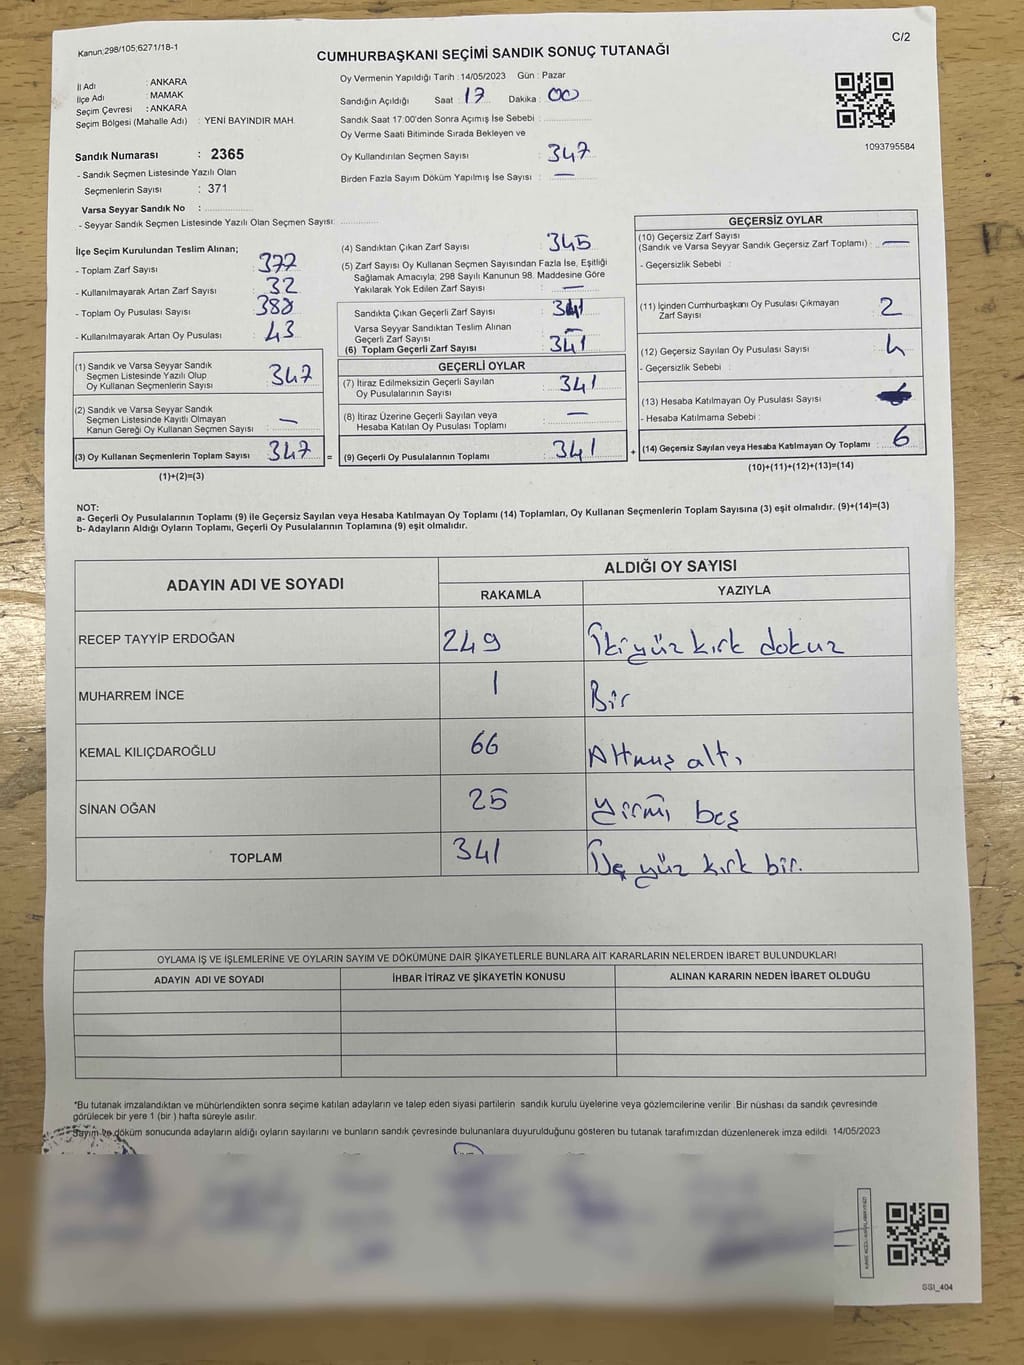 Kanun;298/105;6271/18-1
C/2
CUMHURBAŞKANI SEÇİMİ SANDIK SONUÇ TUTANAĞI
İl Adı : ANKARA
İlçe Adı : MAMAK
Seçim Çevresi : ANKARA
Seçim Bölgesi (Mahalle Adı) : YENİ BAYINDIR MAH.
Sandık Numarası : 2365
- Sandık Seçmen Listesinde Yazılı Olan
Seçmenlerin Sayısı : 371
Varsa Seyyar Sandık No :
- Seyyar Sandık Seçmen Listesinde Yazılı Olan Seçmen Sayısı:
Oy Vermenin Yapıldığı Tarih : 14/05/2023 Gün : Pazar
Sandığın Açıldığı Saat : 17 Dakika : 00
Sandık Saat 17:00'den Sonra Açımış İse Sebebi :
Oy Verme Saati Bitiminde Sırada Bekleyen ve
Oy Kullandırılan Seçmen Sayısı : 347
Birden Fazla Sayım Döküm Yapılmış İse Sayısı : —
1093795584
İlçe Seçim Kurulundan Teslim Alınan;
- Toplam Zarf Sayısı : 377
- Kullanılmayarak Artan Zarf Sayısı : 32
- Toplam Oy Pusulası Sayısı : 388
- Kullanılmayarak Artan Oy Pusulası : 43
(1) Sandık ve Varsa Seyyar Sandık
Seçmen Listesinde Yazılı Olup
Oy Kullanan Seçmenlerin Sayısı : 347
(2) Sandık ve Varsa Seyyar Sandık
Seçmen Listesinde Kayıtlı Olmayan
Kanun Gereği Oy Kullanan Seçmen Sayısı : —
(3) Oy Kullanan Seçmenlerin Toplam Sayısı : 347
(1)+(2)=(3)
(4) Sandıktan Çıkan Zarf Sayısı : 345
(5) Zarf Sayısı Oy Kullanan Seçmen Sayısından Fazla İse, Eşitliği
Sağlamak Amacıyla; 298 Sayılı Kanunun 98. Maddesine Göre
Yakılarak Yok Edilen Zarf Sayısı : —
Sandıkta Çıkan Geçerli Zarf Sayısı : 341
Varsa Seyyar Sandıktan Teslim Alınan
Geçerli Zarf Sayısı : —
(6) Toplam Geçerli Zarf Sayısı : 341
GEÇERLİ OYLAR
(7) İtiraz Edilmeksizin Geçerli Sayılan
Oy Pusulalarının Sayısı : 341
(8) İtiraz Üzerine Geçerli Sayılan veya
Hesaba Katılan Oy Pusulası Toplamı : —
= (9) Geçerli Oy Pusulalarının Toplamı : 341
GEÇERSİZ OYLAR
(10) Geçersiz Zarf Sayısı
(Sandık ve Varsa Seyyar Sandık Geçersiz Zarf Toplamı) : —
- Geçersizlik Sebebi :
(11) İçinden Cumhurbaşkanı Oy Pusulası Çıkmayan
Zarf Sayısı : 2
(12) Geçersiz Sayılan Oy Pusulası Sayısı : 4
- Geçersizlik Sebebi :
(13) Hesaba Katılmayan Oy Pusulası Sayısı :
- Hesaba Katılmama Sebebi :
+ (14) Geçersiz Sayılan veya Hesaba Katılmayan Oy Toplamı : 6
(10)+(11)+(12)+(13)=(14)
NOT:
a- Geçerli Oy Pusulalarının Toplamı (9) ile Geçersiz Sayılan veya Hesaba Katılmayan Oy Toplamı (14) Toplamları, Oy Kullanan Seçmenlerin Toplam Sayısına (3) eşit olmalıdır. (9)+(14)=(3)
b- Adayların Aldığı Oyların Toplamı, Geçerli Oy Pusulalarının Toplamına (9) eşit olmalıdır.
ADAYIN ADI VE SOYADI
ALDIĞI OY SAYISI
RAKAMLA YAZIYLA
RECEP TAYYİP ERDOĞAN 249 İki yüz kırk dokuz
MUHARREM İNCE 1 Bir
KEMAL KILIÇDAROĞLU 66 Altmış altı
SİNAN OĞAN 25 Yirmi beş
TOPLAM 341 Üç yüz kırk bir.
OYLAMA İŞ VE İŞLEMLERİNE VE OYLARIN SAYIM VE DÖKÜMÜNE DAİR ŞİKAYETLERLE BUNLARA AİT KARARLARIN NELERDEN İBARET BULUNDUKLARI
ADAYIN ADI VE SOYADI İHBAR İTİRAZ VE ŞİKAYETİN KONUSU ALINAN KARARIN NEDEN İBARET OLDUĞU
*Bu tutanak imzalandıktan ve mühürlendikten sonra seçime katılan adayların ve talep eden siyasi partilerin sandık kurulu üyelerine veya gözlemcilerine verilir. Bir nüshası da sandık çevresinde
görülecek bir yere 1 (bir ) hafta süreyle asılır.
Sayım ve döküm sonucunda adayların aldığı oyların sayılarını ve bunların sandık çevresinde bulunanlara duyurulduğunu gösteren bu tutanak tarafımızdan düzenlenerek imza edildi. 14/05/2023
SSI_404